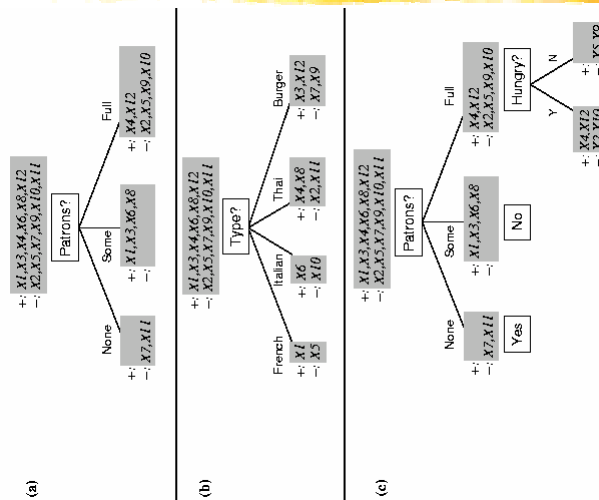 (a)
+: X1,X3,X4,X6,X8,X12
−: X2,X5,X7,X9,X10,X11
Patrons?
None Some Full
+: +: X1,X3,X6,X8 +: X4,X12
−: X7,X11 −: −: X2,X5,X9,X10
(b)
+: X1,X3,X4,X6,X8,X12
−: X2,X5,X7,X9,X10,X11
Type?
French Italian Thai Burger
+: X1 +: X6 +: X4,X8 +: X3,X12
−: X5 −: X10 −: X2,X11 −: X7,X9
(c)
+: X1,X3,X4,X6,X8,X12
−: X2,X5,X7,X9,X10,X11
Patrons?
None Some Full
+: +: X1,X3,X6,X8 +: X4,X12
−: X7,X11 −: −: X2,X5,X9,X10
Yes No Hungry?
Y N
+: X4,X12 +:
−: X2,X10 −: X5,X9